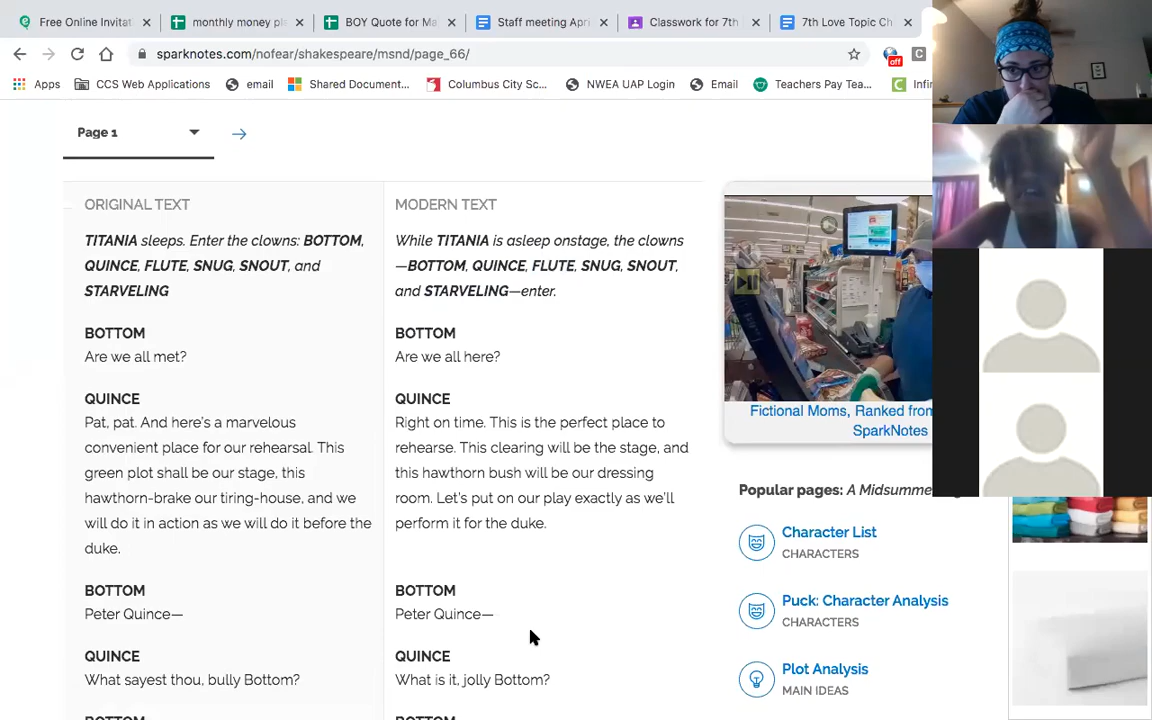 Free Online Invitat
monthly money pl
BOY Quote for Ma
Staff meeting Apri
Classwork for 7th
7th Love Topic Ch
sparknotes.com/nofear/shakespeare/msnd/page_66/
off
C
Apps
CCS Web Applications
email
Shared Document...
Columbus City Sc...
NWEA UAP Login
Email
Teachers Pay Tea...
Infin
Page 1
ORIGINAL TEXT
TITANIA sleeps. Enter the clowns: BOTTOM,
QUINCE, FLUTE, SNUG, SNOUT, and
STARVELING
BOTTOM
Are we all met?
QUINCE
Pat, pat. And here's a marvelous
convenient place for our rehearsal. This
green plot shall be our stage, this
hawthorn-brake our tiring-house, and we
will do it in action as we will do it before the
duke.
BOTTOM
Peter Quince—
QUINCE
What sayest thou, bully Bottom?
BOTTOM
MODERN TEXT
While TITANIA is asleep onstage, the clowns
—BOTTOM, QUINCE, FLUTE, SNUG, SNOUT,
and STARVELING—enter.
BOTTOM
Are we all here?
QUINCE
Right on time. This is the perfect place to
rehearse. This clearing will be the stage, and
this hawthorn bush will be our dressing
room. Let's put on our play exactly as we'll
perform it for the duke.
BOTTOM
Peter Quince—
QUINCE
What is it, jolly Bottom?
BOTTOM
Fictional Moms, Ranked from
SparkNotes
Popular pages: A Midsumme
Character List
CHARACTERS
Puck: Character Analysis
CHARACTERS
Plot Analysis
MAIN IDEAS